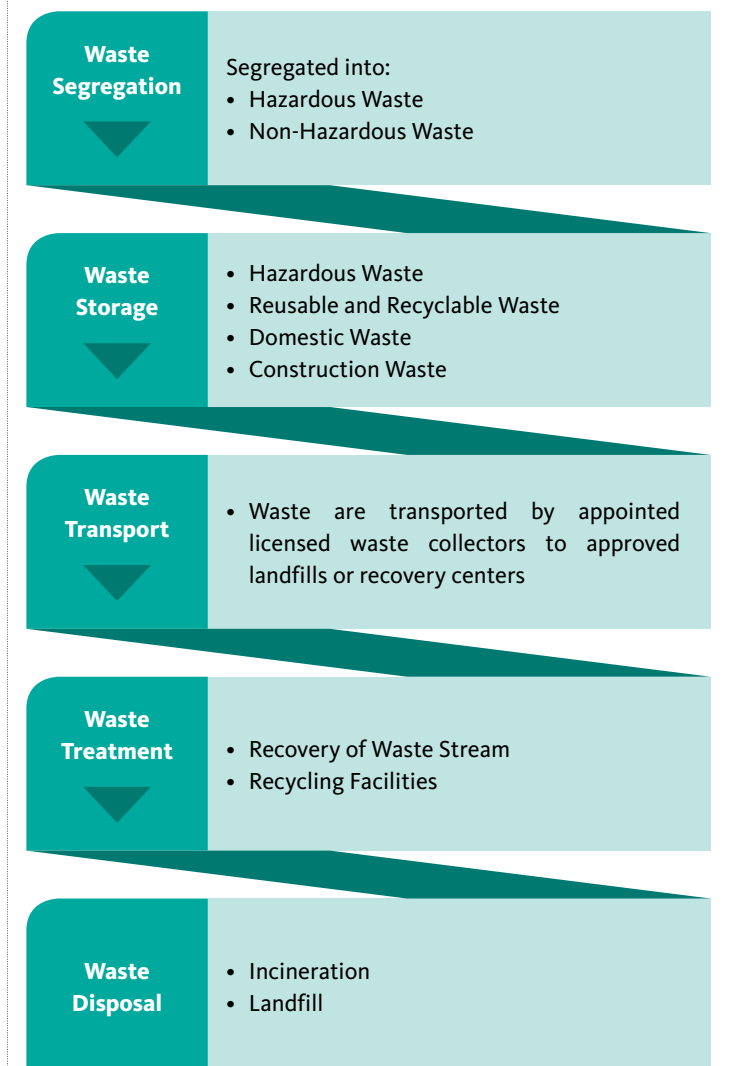 Waste
Segregation
Segregated into:
• Hazardous Waste
• Non-Hazardous Waste
Waste
Storage
• Hazardous Waste
• Reusable and Recyclable Waste
• Domestic Waste
• Construction Waste
Waste
Transport
• Waste are transported by appointed
licensed waste collectors to approved
landfills or recovery centers
Waste
Treatment
• Recovery of Waste Stream
• Recycling Facilities
Waste
Disposal
• Incineration
• Landfill